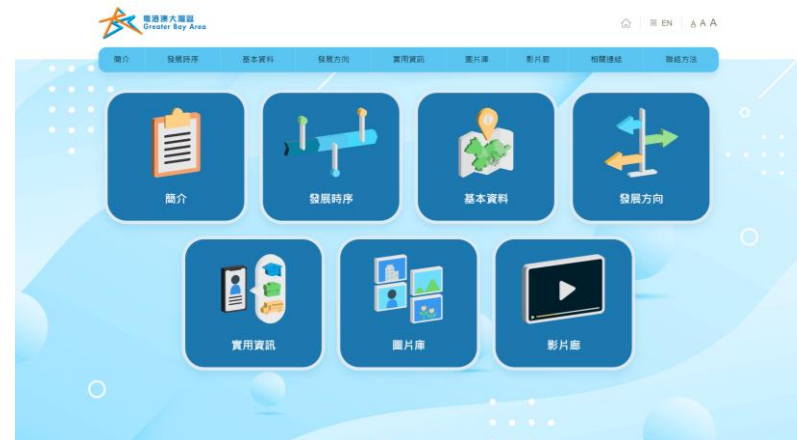 粵港澳大灣區
Greater Bay Area
簡 EN A A A
簡介 發展時序 基本資料 發展方向 實用資訊 圖片庫 影片廊 相關連結 聯絡方法
簡介 發展時序 基本資料 發展方向
實用資訊 圖片庫 影片廊